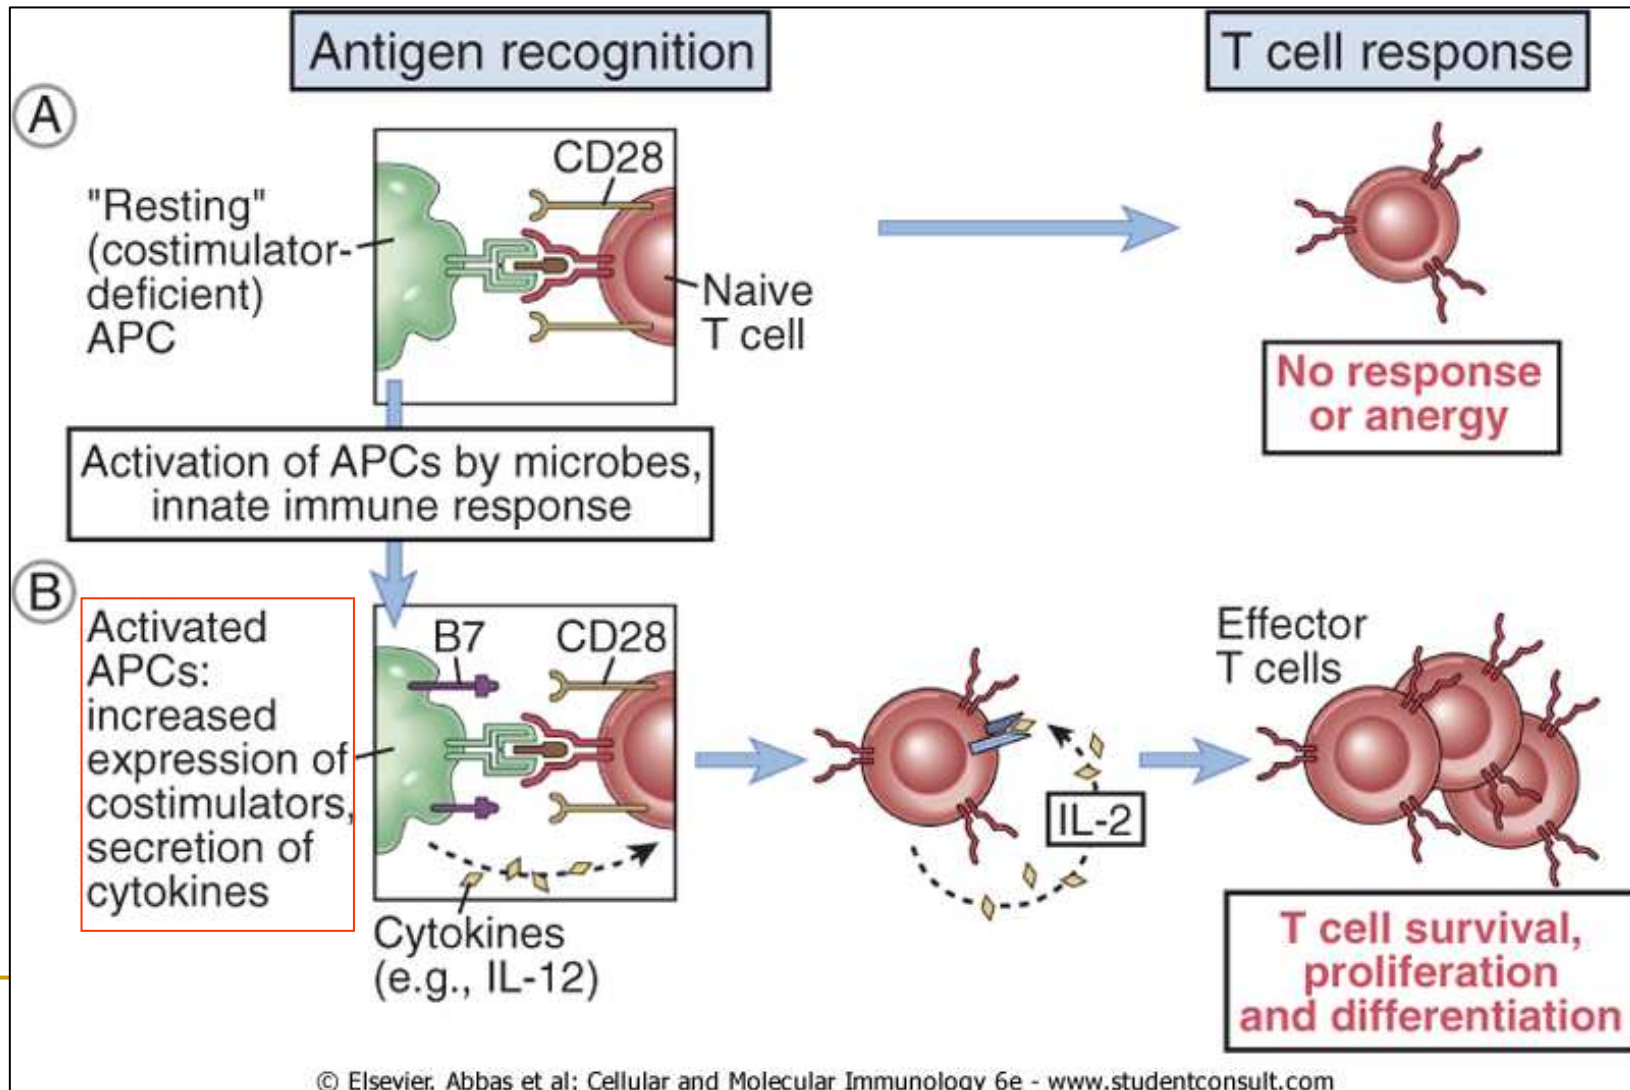 Antigen recognition
T cell response
A
CD28
"Resting"
(costimulator-
deficient)
APC
Naive
T cell
No response
or anergy
Activation of APCs by microbes,
innate immune response
B
Activated
APCs:
increased
expression of
costimulators,
secretion of
cytokines
B7
CD28
Effector
T cells
IL-2
Cytokines
(e.g., IL-12)
T cell survival,
proliferation
and differentiation
© Elsevier. Abbas et al: Cellular and Molecular Immunology 6e - www.studentconsult.com